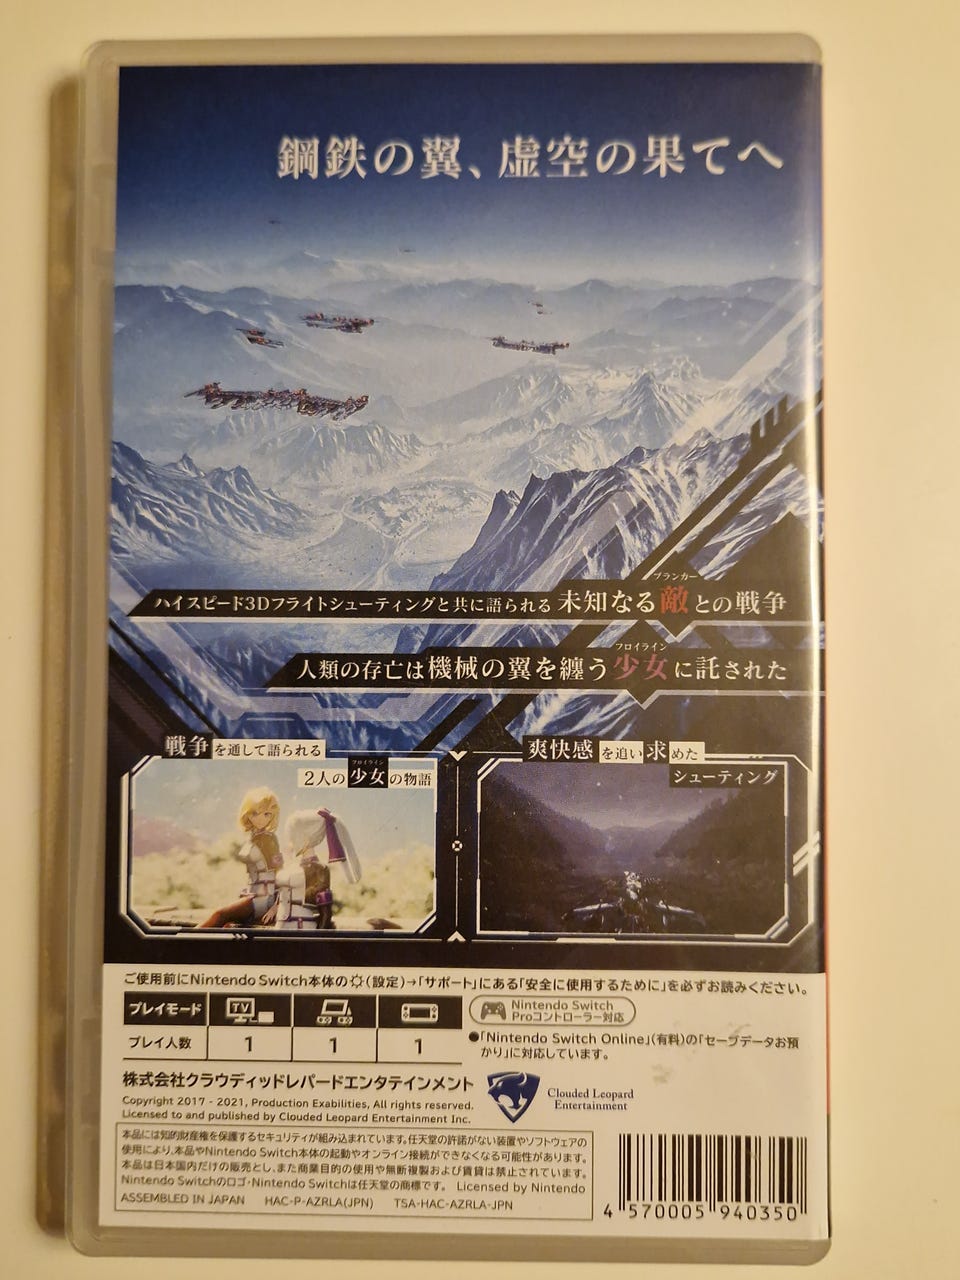 鋼鉄の翼、虚空の果てへ
ブランカー
ハイスピード3Dフライトシューティングと共に語られる 未知なる敵との戦争
フロイライン
人類の存亡は機械の翼を纏う少女に託された
戦争を通して語られる
フロイライン
2人の少女の物語
爽快感を追い求めた
シューティング
ご使用前にNintendo Switch本体の(設定)→「サポート」にある「安全に使用するために」を必ずお読みください。
プレイモード TV
プレイ人数 1 1 1
Nintendo Switch
Proコントローラー対応
●「Nintendo Switch Online」(有料)の「セーブデータお預
かり」に対応しています。
株式会社クラウディッドレパードエンタテインメント
Copyright 2017 - 2021, Production Exabilities, All rights reserved.
Licensed to and published by Clouded Leopard Entertainment Inc.
Clouded Leopard
Entertainment
本品には知的財産権を保護するセキュリティが組み込まれています。任天堂の許諾がない装置やソフトウェアの
使用により、本品やNintendo Switch本体の起動やオンライン接続ができなくなる可能性があります。
本品は日本国内だけの販売とし、また商業目的の使用や無断複製および賃貸は禁止されています。
Nintendo Switchのロゴ・Nintendo Switchは任天堂の商標です。 Licensed by Nintendo
ASSEMBLED IN JAPAN HAC-P-AZRLA(JPN) TSA-HAC-AZRLA-JPN
4 570005 940350